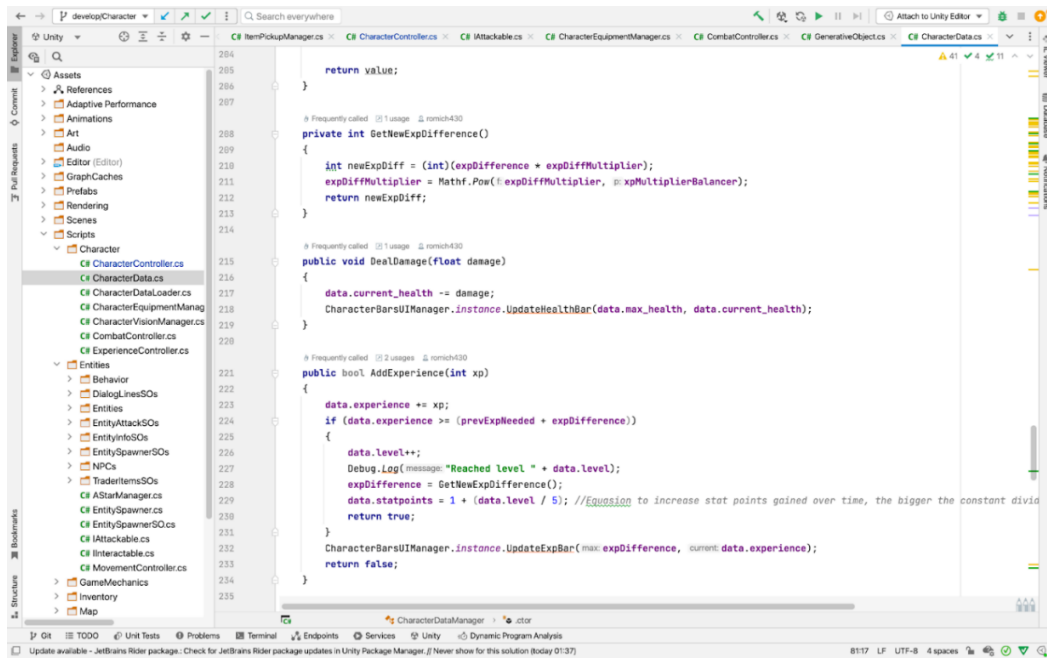 develop/Character
Search everywhere
Attach to Unity Editor
Unity
ItemPickupManager.cs
CharacterController.cs
IAttackable.cs
CharacterEquipmentManager.cs
CombatController.cs
GenerativeObject.cs
CharacterData.cs
Explorer
Commit
Pull Requests
Bookmarks
Structure
Assets
References
Adaptive Performance
Animations
Art
Audio
Editor (Editor)
GraphCaches
Prefabs
Rendering
Scenes
Scripts
Character
C# CharacterController.cs
C# CharacterData.cs
C# CharacterDataLoader.cs
C# CharacterEquipmentManag
C# CharacterVisionManager.cs
C# CombatController.cs
C# ExperienceController.cs
Entities
Behavior
DialogLinesSOs
Entities
EntityAttackSOs
EntityInfoSOs
EntitySpawnerSOs
NPCs
TraderItemsSOs
C# AStarManager.cs
C# EntitySpawner.cs
C# EntitySpawnerSO.cs
C# IAttackable.cs
C# IInteractable.cs
C# MovementController.cs
GameMechanics
Inventory
Map
41 4 11
204
205 return value;
206 }
207
Frequently called 1 usage romich430
208 private int GetNewExpDifference()
209 {
210 int newExpDiff = (int)(expDifference * expDiffMultiplier);
211 expDiffMultiplier = Mathf.Pow(f: expDiffMultiplier, p: xpMultiplierBalancer);
212 return newExpDiff;
213 }
214
Frequently called 1 usage romich430
215 public void DealDamage(float damage)
216 {
217 data.current_health -= damage;
218 CharacterBarsUIManager.instance.UpdateHealthBar(data.max_health, data.current_health);
219 }
220
Frequently called 2 usages romich430
221 public bool AddExperience(int xp)
222 {
223 data.experience += xp;
224 if (data.experience >= (prevExpNeeded + expDifference))
225 {
226 data.level++;
227 Debug.Log(message: "Reached level " + data.level);
228 expDifference = GetNewExpDifference();
229 data.statpoints = 1 + (data.level / 5); //Equasion to increase stat points gained over time, the bigger the constant divid
230 return true;
231 }
232 CharacterBarsUIManager.instance.UpdateExpBar(max: expDifference, current: data.experience);
233 return false;
234 }
235
CharacterDataManager > .ctor
Git TODO Unit Tests Problems Terminal Endpoints Services Unity Dynamic Program Analysis
Update available - JetBrains Rider package.: Check for JetBrains Rider package updates in Unity Package Manager. // Never show for this solution (today 01:37)
81:17 LF UTF-8 4 spaces